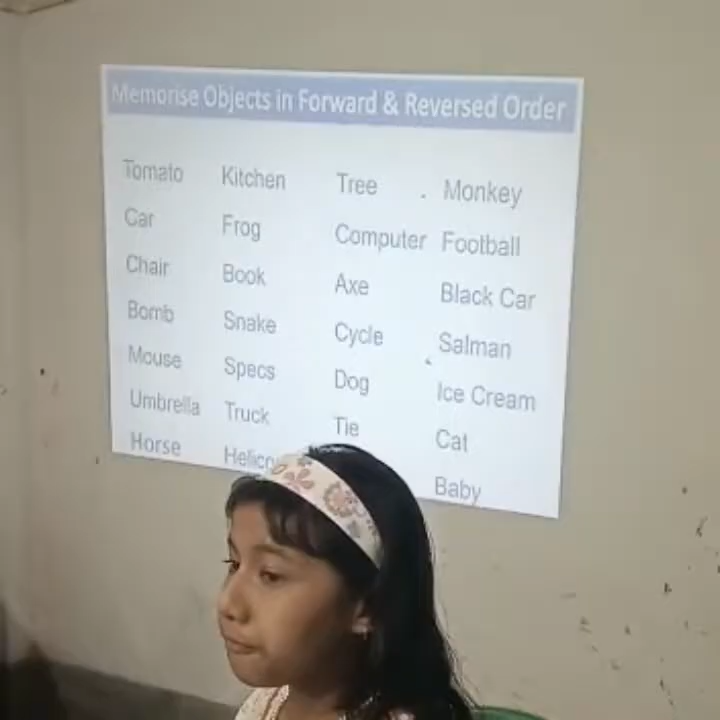 Memorise Objects in Forward & Reversed Order
Tomato Kitchen Tree Monkey
Car Frog Computer Football
Chair Book Axe Black Car
Bomb Snake Cycle Salman
Mouse Specs Dog Ice Cream
Umbrella Truck Tie Cat
Horse Baby